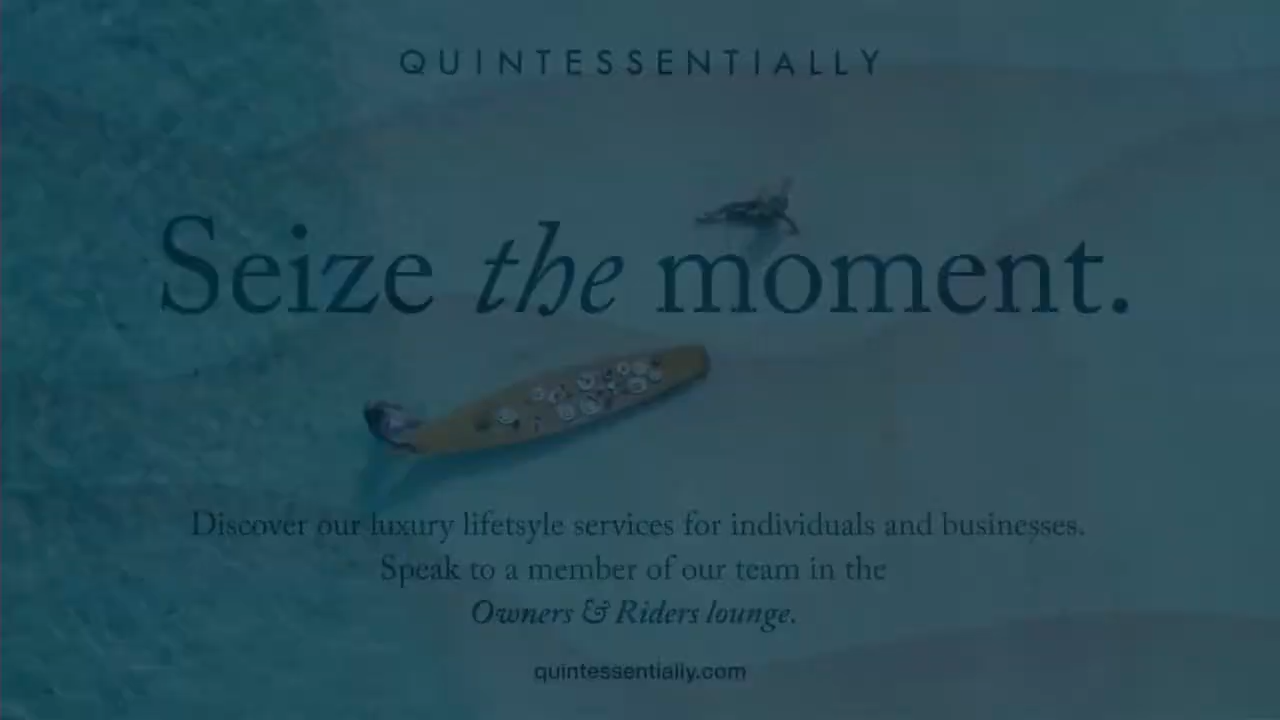 QUINTESSENTIALLY
Seize the moment.
Discover our luxury lifetsyle services for individuals and businesses.
Speak to a member of our team in the
Owners & Riders lounge.
quintessentially.com